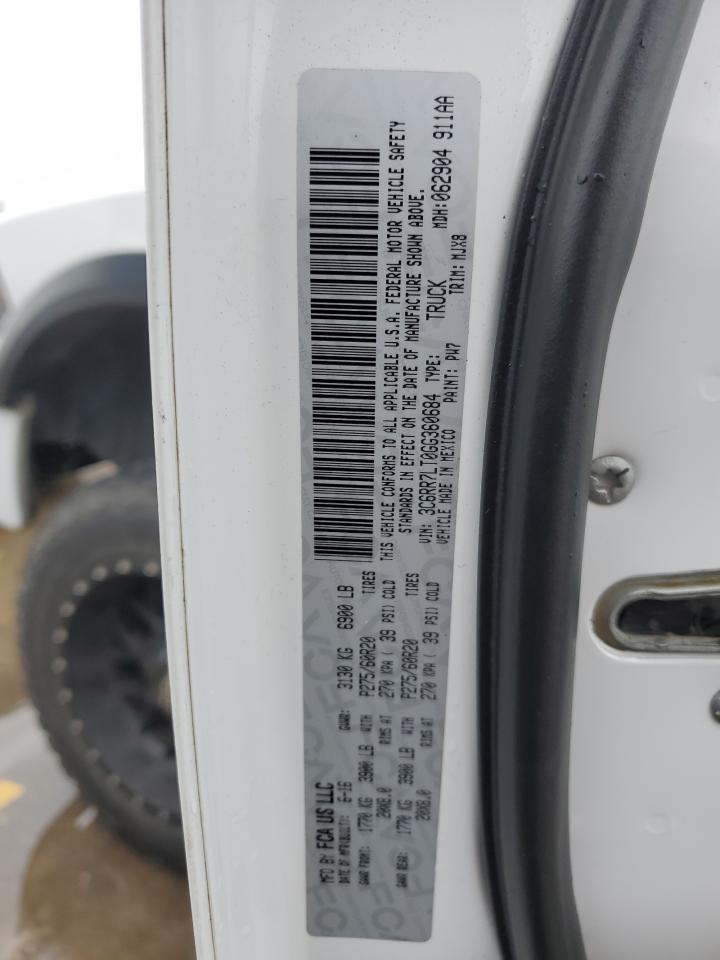 MFD BY FCA US LLC
DATE OF MFR: 6-16 GVWR: 3130 KG 6900 LB
GAWR FRONT: 1770 KG 3900 LB WITH P275/60R20 TIRES
20X8.0 RIMS AT 270 KPA ( 39 PSI) COLD
GAWR REAR: 1770 KG 3900 LB WITH P275/60R20 TIRES
20X8.0 RIMS AT 270 KPA ( 39 PSI) COLD
THIS VEHICLE CONFORMS TO ALL APPLICABLE U.S.A. FEDERAL MOTOR VEHICLE SAFETY
STANDARDS IN EFFECT ON THE DATE OF MANUFACTURE SHOWN ABOVE.
VIN: 3C6RR7LT0GG360684 TYPE: TRUCK MDH:062904 911AA
VEHICLE MADE IN MEXICO PAINT: PW7 TRIM: MJX8